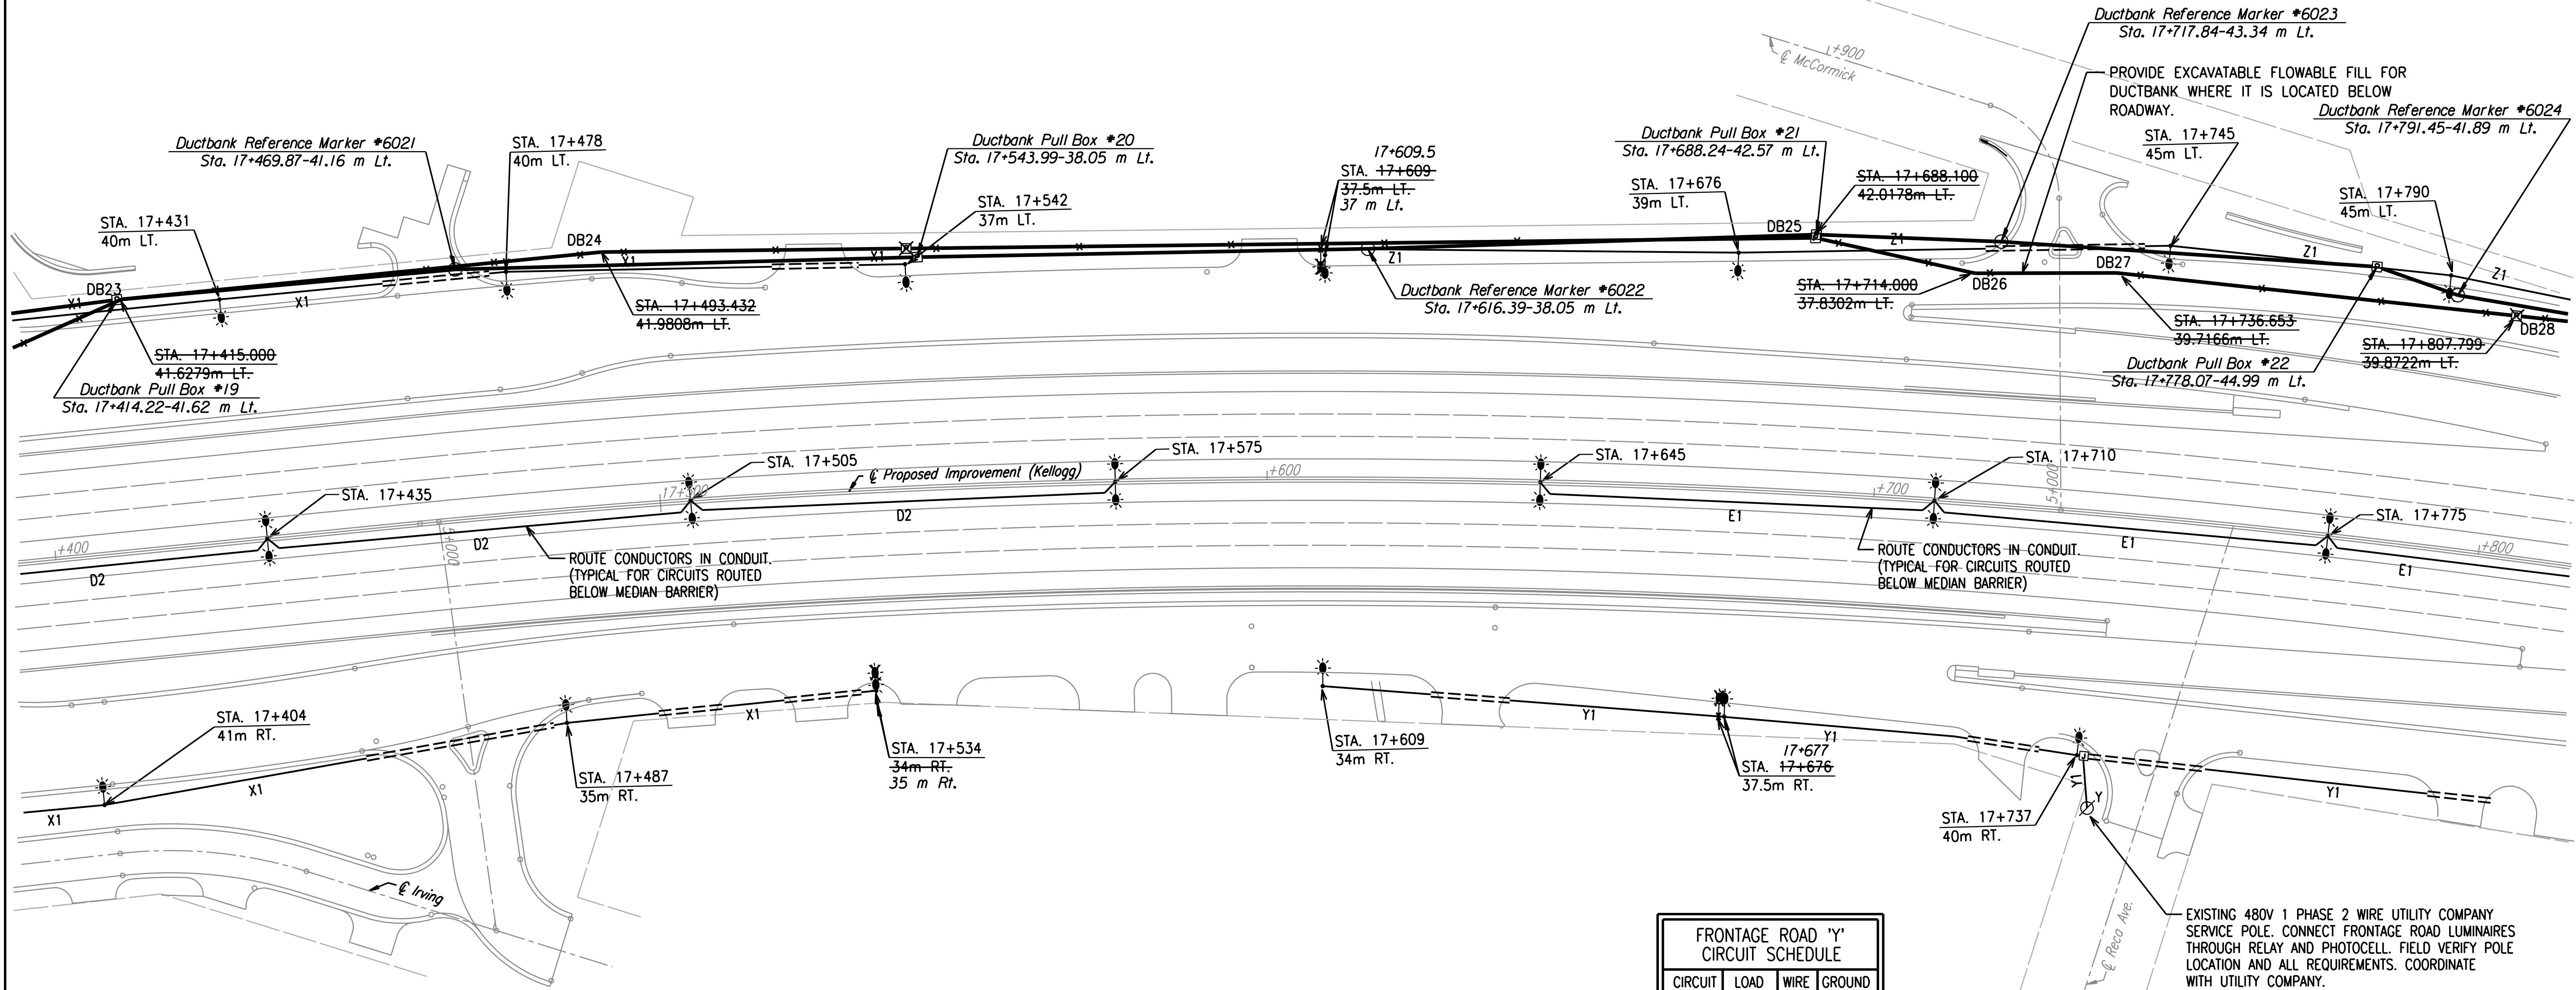 Ductbank Reference Marker #6023
Sta. 17+717.84-43.34 m Lt.
+900
℄ McCormick
PROVIDE EXCAVATABLE FLOWABLE FILL FOR
DUCTBANK WHERE IT IS LOCATED BELOW
ROADWAY.
Ductbank Reference Marker #6024
Sta. 17+791.45-41.89 m Lt.
Ductbank Reference Marker #6021
Sta. 17+469.87-41.16 m Lt.
STA. 17+478
40m LT.
Ductbank Pull Box #20
Sta. 17+543.99-38.05 m Lt.
17+609.5
STA. 17+609
37.5m LT.
37 m Lt.
Ductbank Pull Box #21
Sta. 17+688.24-42.57 m Lt.
STA. 17+745
45m LT.
STA. 17+431
40m LT.
STA. 17+542
37m LT.
STA. 17+676
39m LT.
STA. 17+688.100
42.0178m LT.
STA. 17+790
45m LT.
DB23
X1
X1
DB24
Y1
X1
Z1
DB25
Z1
DB26
DB27
Z1
Z1
DB28
STA. 17+415.000
41.6279m LT.
Ductbank Pull Box #19
Sta. 17+414.22-41.62 m Lt.
STA. 17+493.432
41.9808m LT.
Ductbank Reference Marker #6022
Sta. 17+616.39-38.05 m Lt.
STA. 17+714.000
37.8302m LT.
STA. 17+736.653
39.7166m LT.
Ductbank Pull Box #22
Sta. 17+778.07-44.99 m Lt.
STA. 17+807.799
39.8722m LT.
STA. 17+435
STA. 17+505
℄ Proposed Improvement (Kellogg)
STA. 17+575
+600
STA. 17+645
STA. 17+710
STA. 17+775
+400
17+500
+700
+800
5+000
5+000
D2
D2
D2
E1
E1
E1
ROUTE CONDUCTORS IN CONDUIT.
(TYPICAL FOR CIRCUITS ROUTED
BELOW MEDIAN BARRIER)
ROUTE CONDUCTORS IN CONDUIT.
(TYPICAL FOR CIRCUITS ROUTED
BELOW MEDIAN BARRIER)
STA. 17+404
41m RT.
X1
X1
STA. 17+487
35m RT.
X1
STA. 17+534
34m RT.
35 m Rt.
STA. 17+609
34m RT.
Y1
17+677
STA. 17+676
37.5m RT.
Y1
STA. 17+737
40m RT.
Y1
Y
Y1
℄ Irving
℄ Reca Ave.
EXISTING 480V 1 PHASE 2 WIRE UTILITY COMPANY
SERVICE POLE. CONNECT FRONTAGE ROAD LUMINAIRES
THROUGH RELAY AND PHOTOCELL. FIELD VERIFY POLE
LOCATION AND ALL REQUIREMENTS. COORDINATE
WITH UTILITY COMPANY.
FRONTAGE ROAD 'Y'
CIRCUIT SCHEDULE
CIRCUIT LOAD WIRE GROUND